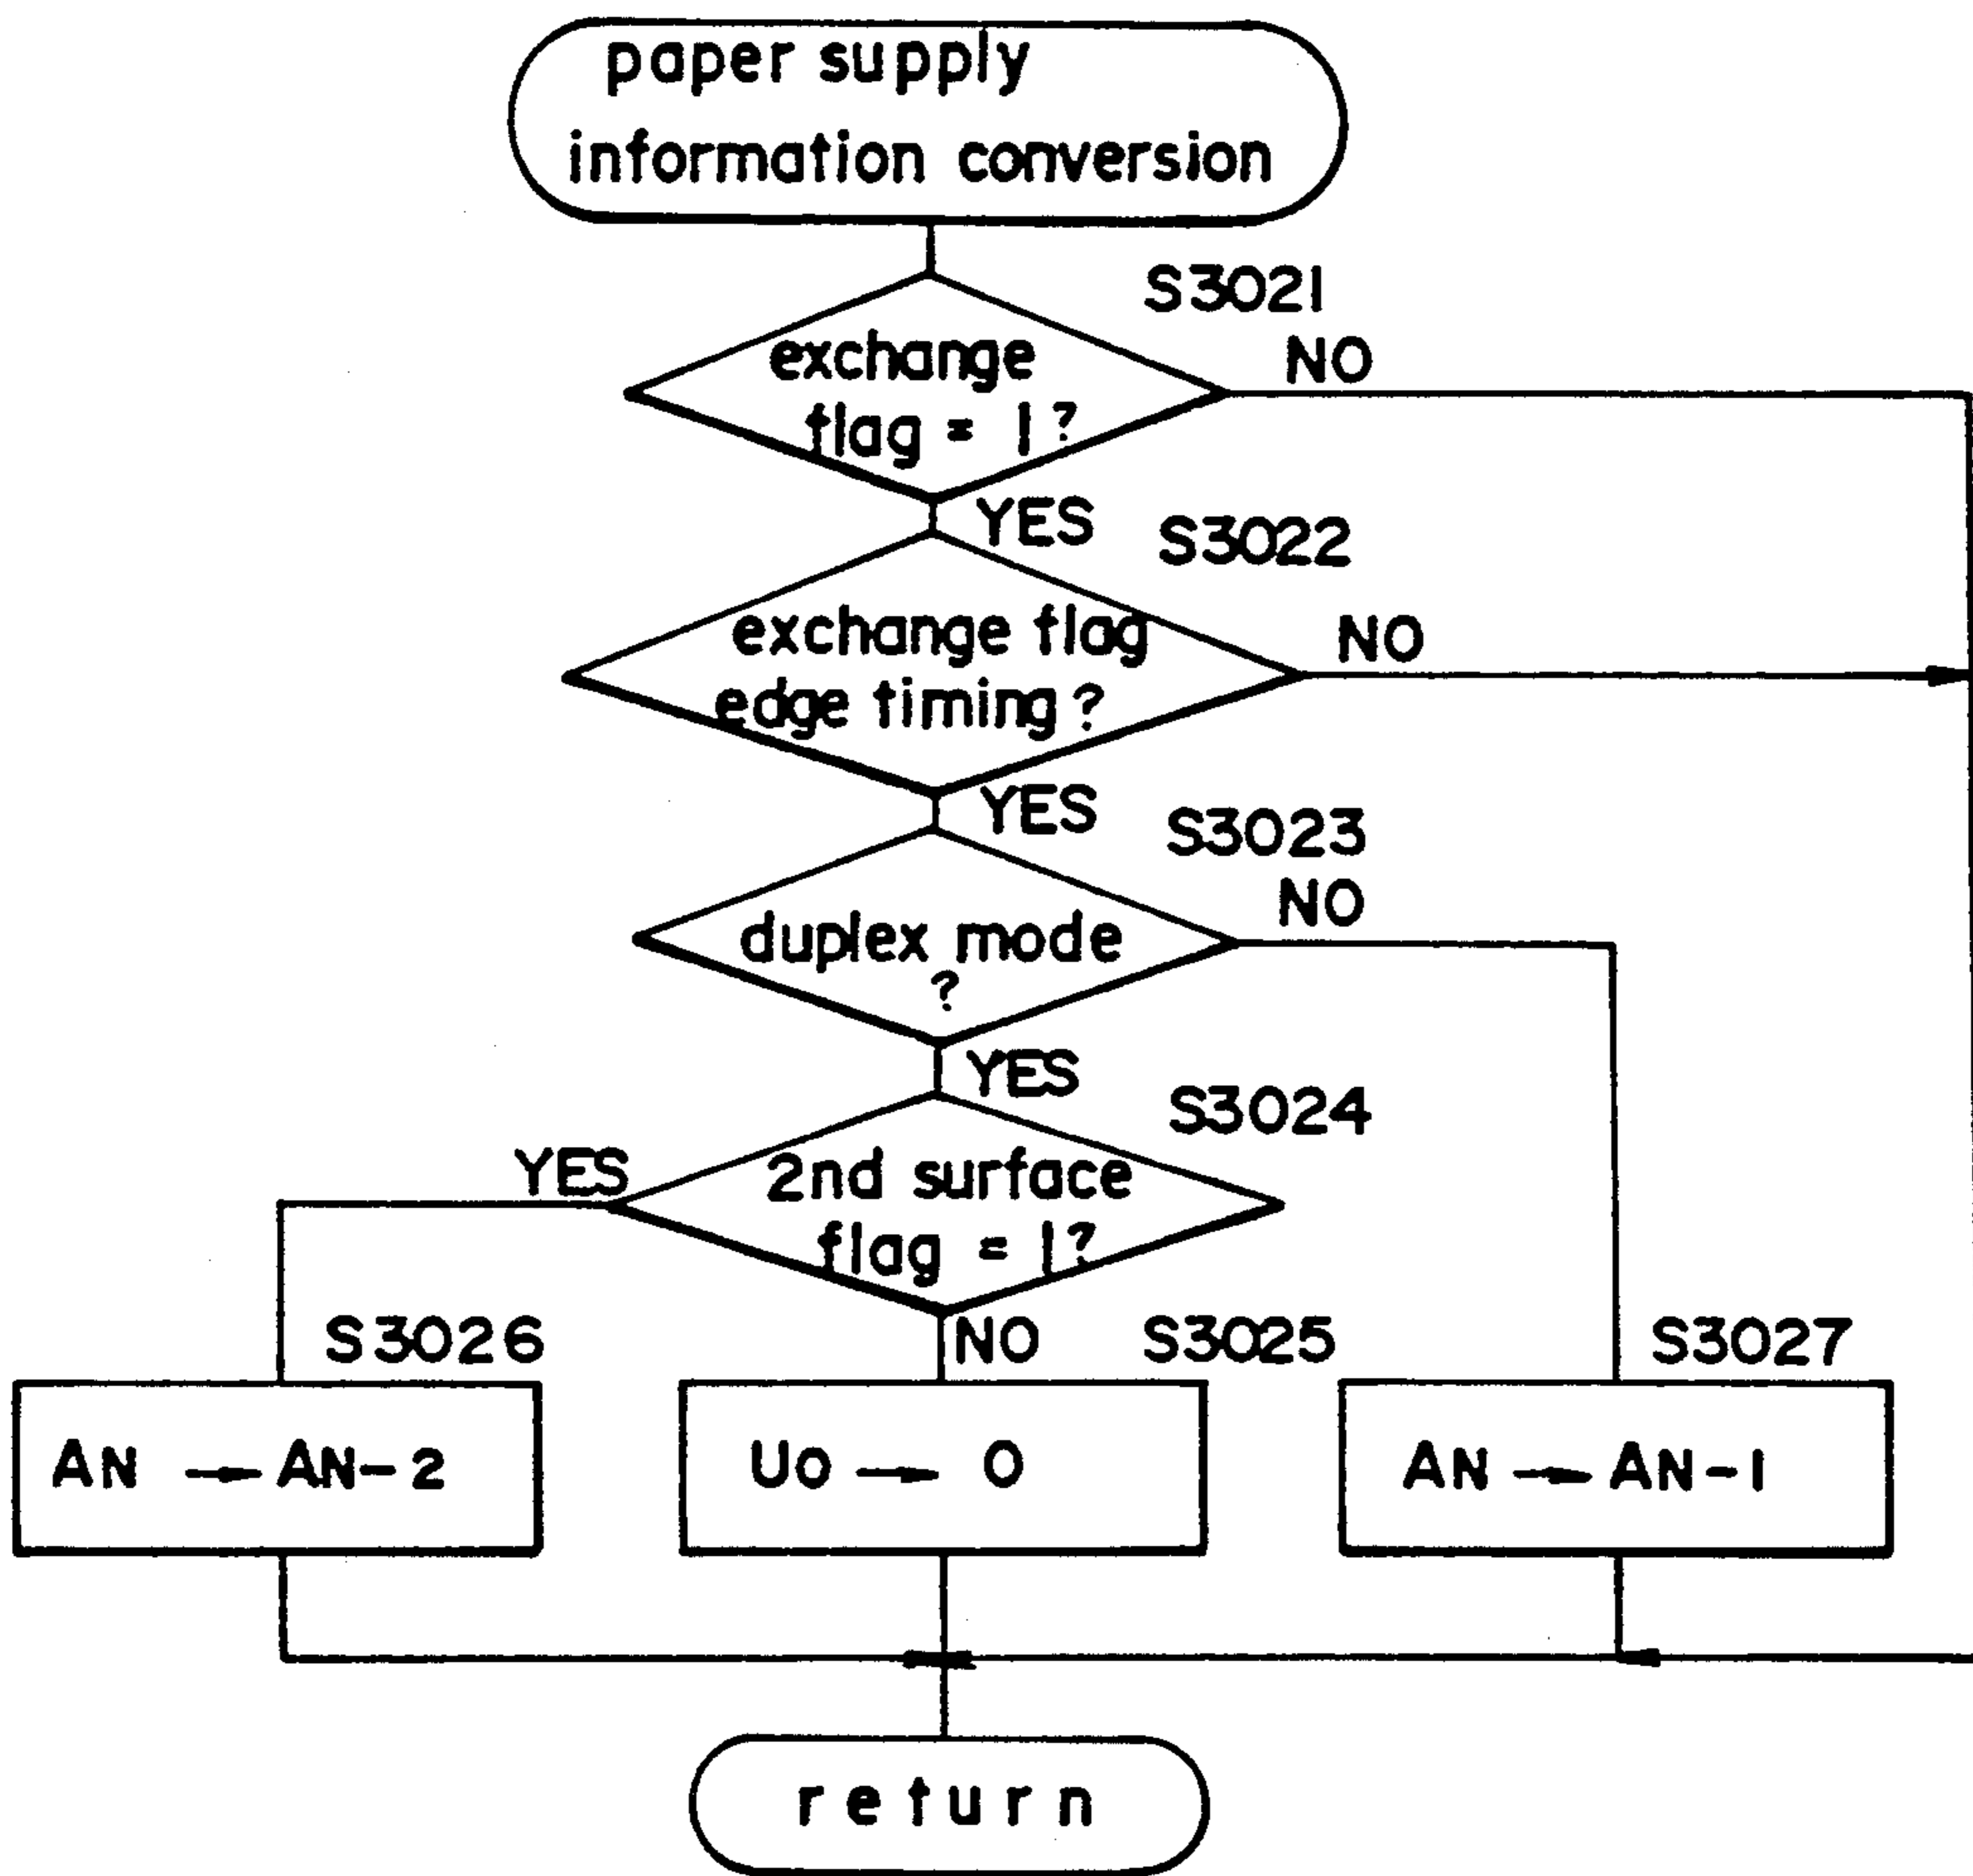 paper supply
information conversion
S3021
exchange
flag = 1?
NO
YES
S3022
exchange flag
edge timing?
NO
YES
S3023
NO
duplex mode
?
YES
S3024
YES
2nd surface
flag = 1?
S3026
NO
S3025
S3027
AN → AN-2
U0 → 0
AN → AN-1
return